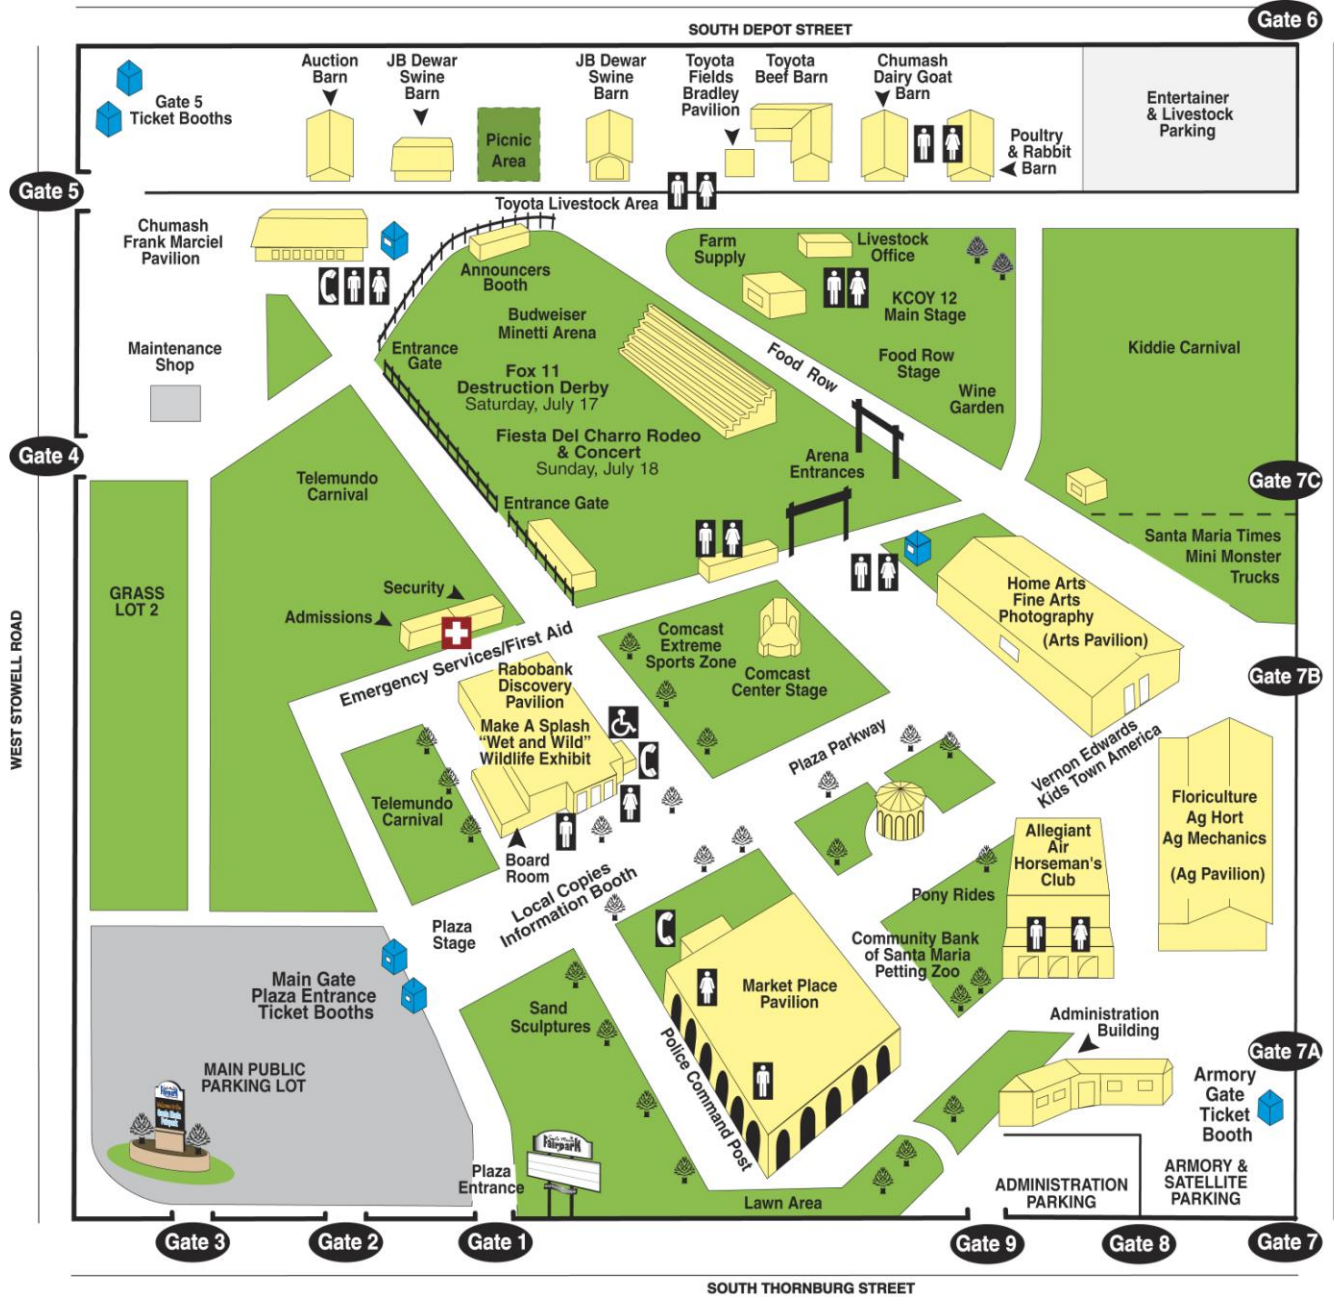 Gate 6
SOUTH DEPOT STREET
Gate 5
Ticket Booths
Auction
Barn
JB Dewar
Swine
Barn
Picnic
Area
JB Dewar
Swine
Barn
Toyota
Fields
Bradley
Pavilion
Toyota
Beef Barn
Chumash
Dairy Goat
Barn
Poultry
& Rabbit
Barn
Entertainer
& Livestock
Parking
Gate 5
Toyota Livestock Area
Chumash
Frank Marciel
Pavilion
Announcers
Booth
Farm
Supply
Livestock
Office
KCOY 12
Main Stage
Budweiser
Minetti Arena
Maintenance
Shop
Entrance
Gate
Food Row
Food Row
Stage
Kiddie Carnival
Fox 11
Destruction Derby
Saturday, July 17
Wine
Garden
Fiesta Del Charro Rodeo
& Concert
Sunday, July 18
Gate 4
Arena
Entrances
Telemundo
Carnival
Entrance Gate
Gate 7C
Santa Maria Times
Mini Monster
Trucks
GRASS
LOT 2
Security
Admissions
Emergency Services/First Aid
Home Arts
Fine Arts
Photography
(Arts Pavilion)
Comcast
Extreme
Sports Zone
Comcast
Center Stage
Rabobank
Discovery
Pavilion
Make A Splash
"Wet and Wild"
Wildlife Exhibit
Gate 7B
WEST STOWELL ROAD
Plaza Parkway
Vernon Edwards
Kids Town America
Telemundo
Carnival
Floriculture
Ag Hort
Ag Mechanics
(Ag Pavilion)
Board
Room
Allegiant
Air
Horseman's
Club
Local Copies
Information Booth
Pony Rides
Plaza
Stage
Community Bank
of Santa Maria
Petting Zoo
Main Gate
Plaza Entrance
Ticket Booths
Market Place
Pavilion
Sand
Sculptures
Administration
Building
Police Command Post
Gate 7A
MAIN PUBLIC
PARKING LOT
Armory
Gate
Ticket
Booth
Fairpark
Plaza
Entrance
Lawn Area
ADMINISTRATION
PARKING
ARMORY &
SATELLITE
PARKING
Gate 3
Gate 2
Gate 1
Gate 9
Gate 8
Gate 7
SOUTH THORNBURG STREET